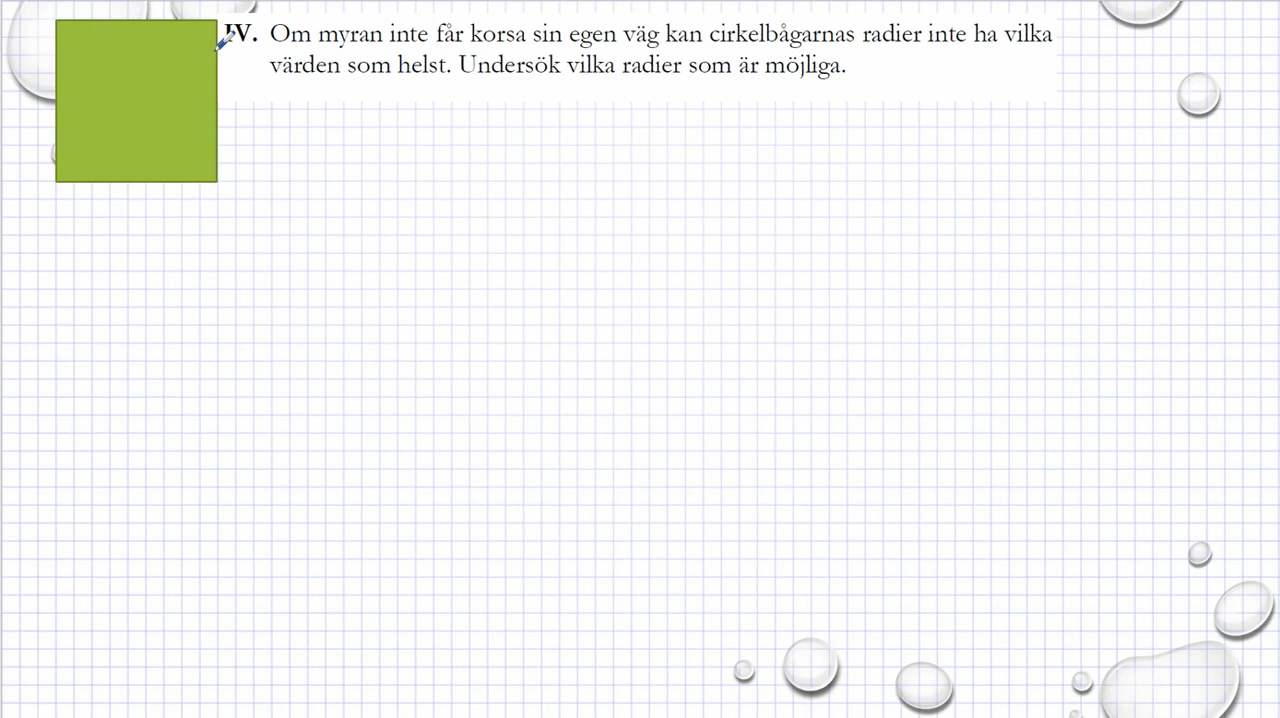 IV. Om myran inte får korsa sin egen väg kan cirkelbågarnas radier inte ha vilka
värden som helst. Undersök vilka radier som är möjliga.